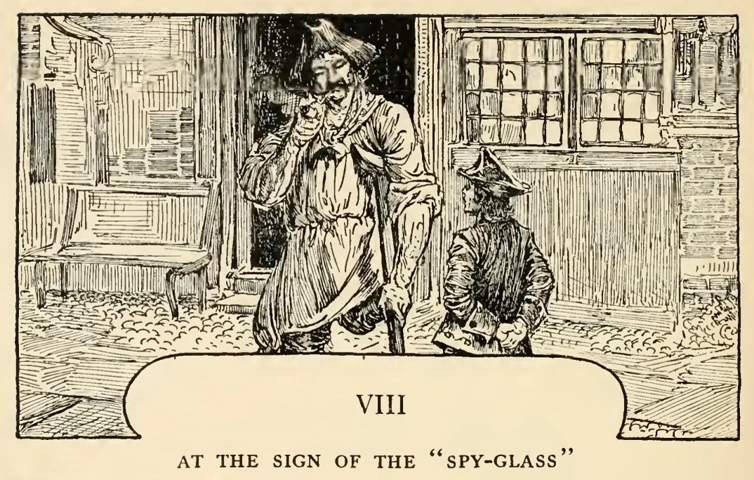 VIII
AT THE SIGN OF THE “SPY-GLASS”